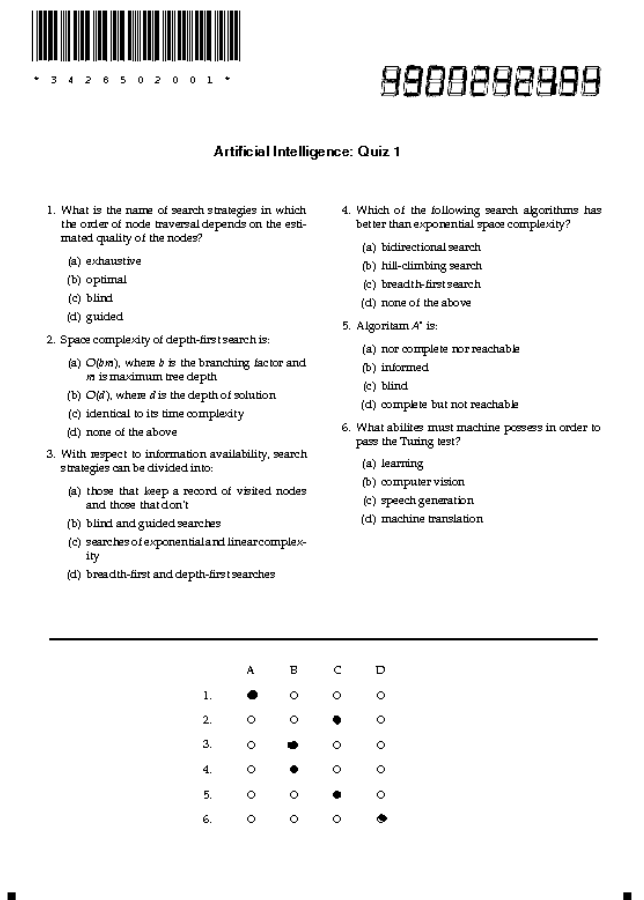 * 3 4 2 6 5 0 2 0 0 1 *
Artificial Intelligence: Quiz 1
1. What is the name of search strategies in which
the order of node traversal depends on the esti-
mated quality of the nodes?
(a) exhaustive
(b) optimal
(c) blind
(d) guided
2. Space complexity of depth-first search is:
(a) O(bm), where b is the branching factor and
m is maximum tree depth
(b) O(d), where d is the depth of solution
(c) identical to its time complexity
(d) none of the above
3. With respect to information availability, search
strategies can be divided into:
(a) those that keep a record of visited nodes
and those that don't
(b) blind and guided searches
(c) searches of exponential and linear complex-
ity
(d) breadth-first and depth-first searches
4. Which of the following search algorithms has
better than exponential space complexity?
(a) bidirectional search
(b) hill-climbing search
(c) breadth-first search
(d) none of the above
5. Algoritam A* is:
(a) nor complete nor reachable
(b) informed
(c) blind
(d) complete but not reachable
6. What abilites must machine possess in order to
pass the Turing test?
(a) learning
(b) computer vision
(c) speech generation
(d) machine translation
A B C D
1.
2.
3.
4.
5.
6.